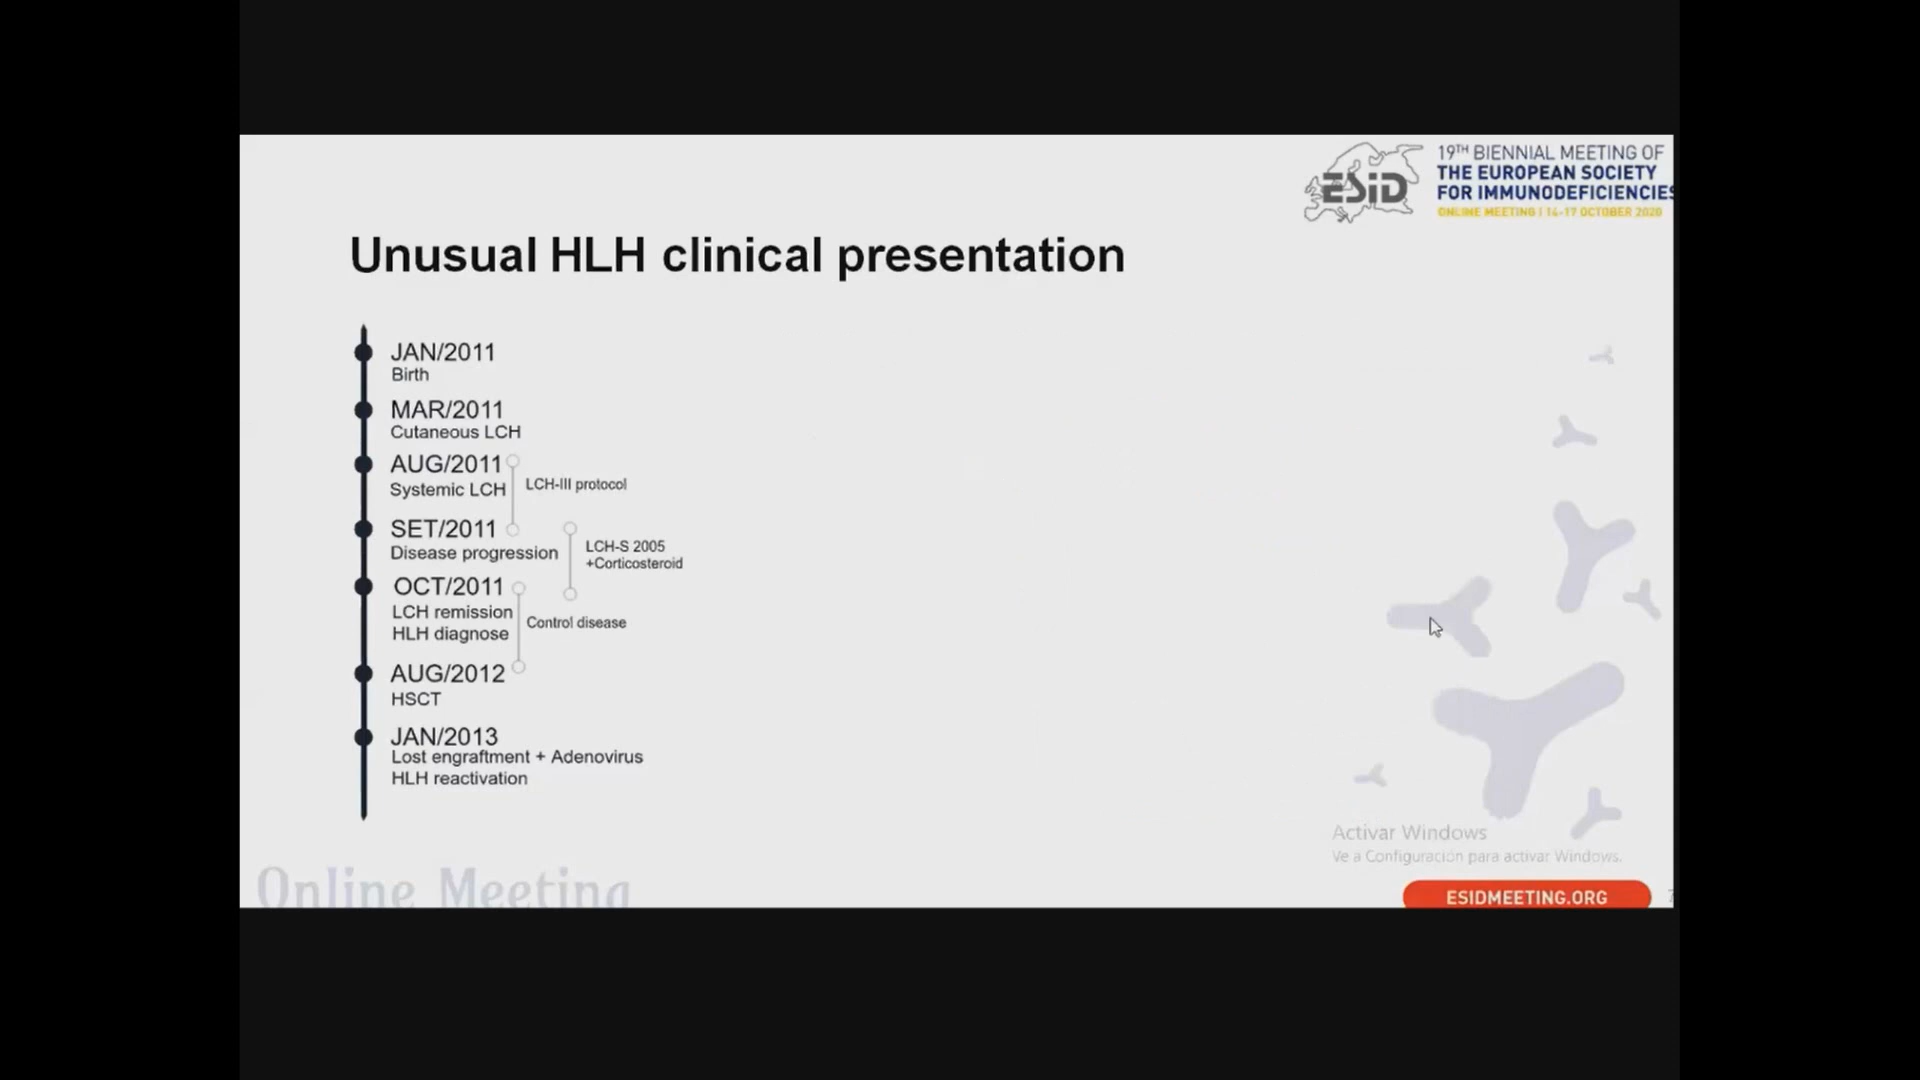 ESiD
19TH BIENNIAL MEETING OF
THE EUROPEAN SOCIETY
FOR IMMUNODEFICIENCIES
ONLINE MEETING | 14-17 OCTOBER 2020
Unusual HLH clinical presentation
JAN/2011
Birth
MAR/2011
Cutaneous LCH
AUG/2011
Systemic LCH
LCH-III protocol
SET/2011
Disease progression
LCH-S 2005
+Corticosteroid
OCT/2011
LCH remission
HLH diagnose
Control disease
AUG/2012
HSCT
JAN/2013
Lost engraftment + Adenovirus
HLH reactivation
Activar Windows
Ve a Configuración para activar Windows.
Online Meeting
ESIDMEETING.ORG